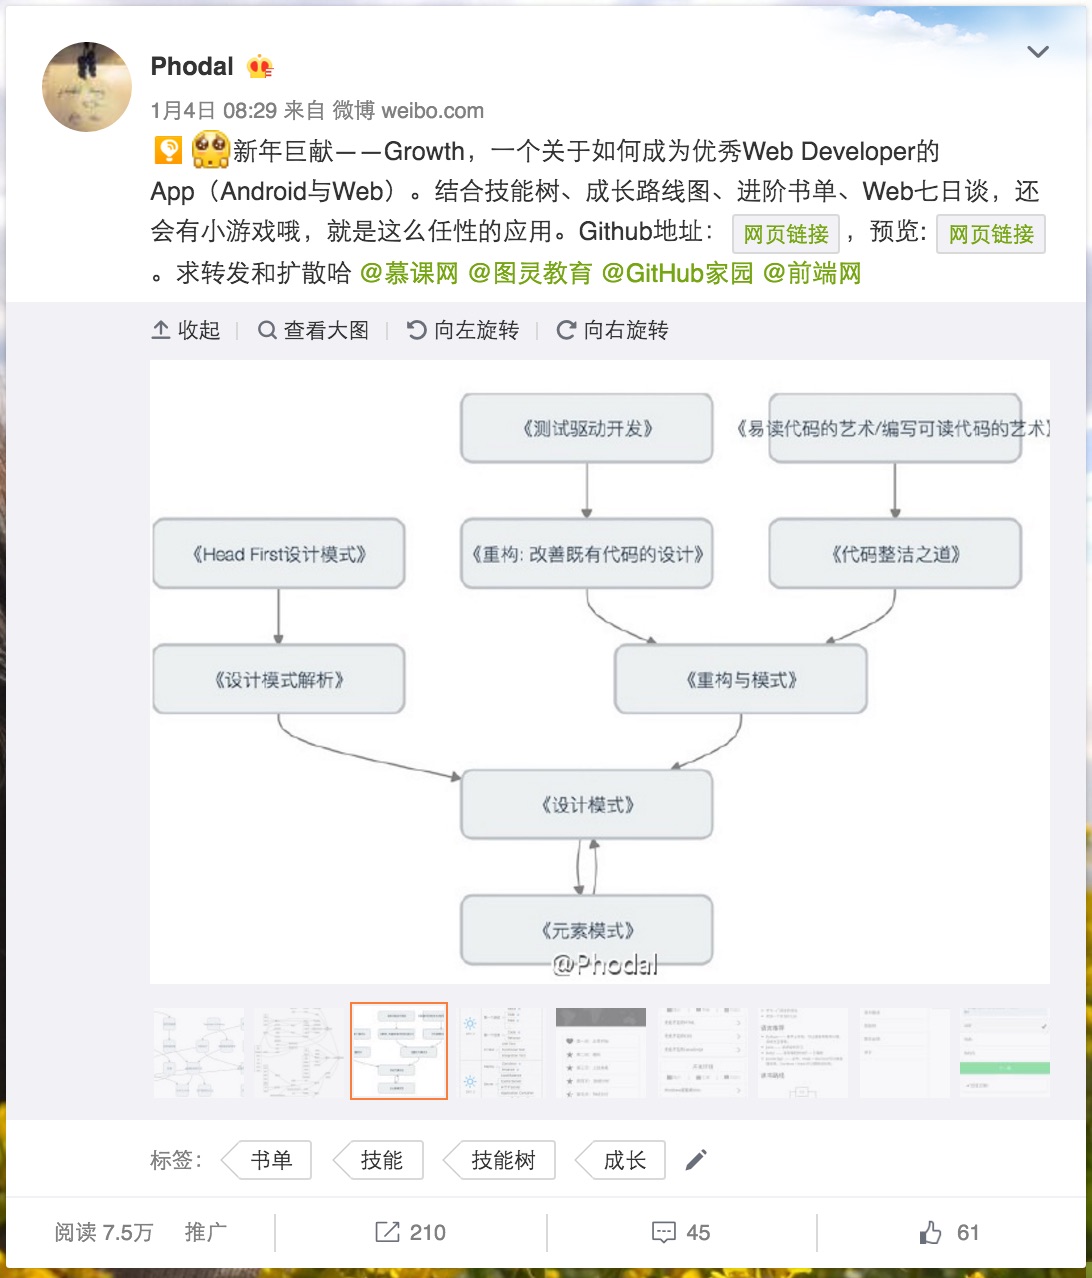 Phodal
1月4日 08:29 来自 微博 weibo.com
新年巨献——Growth，一个关于如何成为优秀Web Developer的
App（Android与Web）。结合技能树、成长路线图、进阶书单、Web七日谈，还
会有小游戏哦，就是这么任性的应用。Github地址： 网页链接 ，预览: 网页链接
。求转发和扩散哈 @慕课网 @图灵教育 @GitHub家园 @前端网
收起 查看大图 向左旋转 向右旋转
《测试驱动开发》 《易读代码的艺术/编写可读代码的艺术》
《Head First设计模式》 《重构: 改善既有代码的设计》 《代码整洁之道》
《设计模式解析》 《重构与模式》
《设计模式》
《元素模式》
@Phodal
标签： 书单 技能 技能树 成长
阅读 7.5万 推广 210 45 61